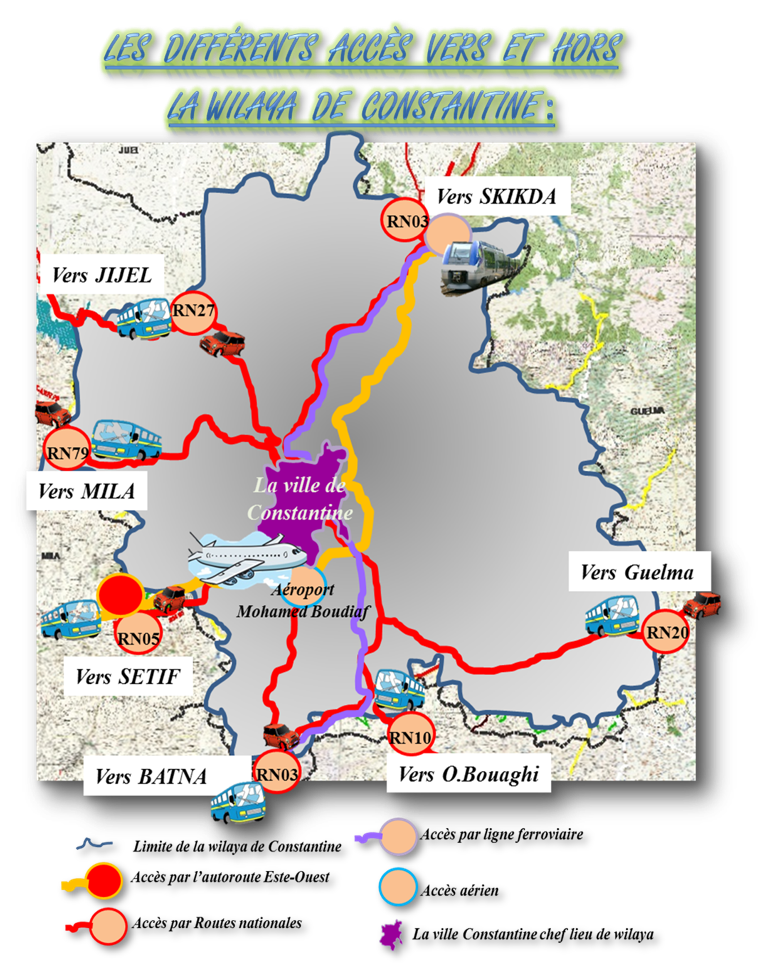 LES DIFFÉRENTS ACCÈS VERS ET HORS
LA WILAYA DE CONSTANTINE :
JIJEL
Vers SKIKDA
RN03
Vers JIJEL
RN27
GUELMA
RN79
Vers MILA
La ville de
Constantine
MILA
Vers Guelma
Aéroport
Mohamed Boudiaf
RN20
RN05
Vers SETIF
RN10
Vers BATNA
RN03
Vers O.Bouaghi
Limite de la wilaya de Constantine
Accès par ligne ferroviaire
Accès par l’autoroute Este-Ouest
Accès aérien
Accès par Routes nationales
La ville Constantine chef lieu de wilaya